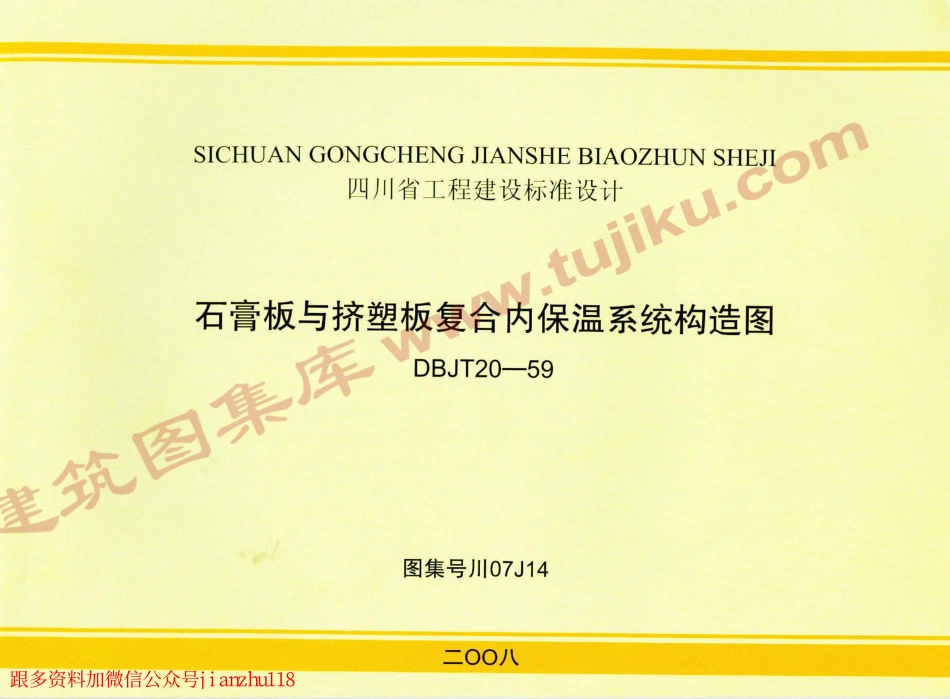 SICHUAN GONGCHENG JIANSHE BIAOZHUN SHEJI
四川省工程建设标准设计
石膏板与挤塑板复合内保温系统构造图
DBJT20—59
建筑图集库 www.tujiku.com
图集号川07J14
二〇〇八
跟多资料加微信公众号jianzhu118